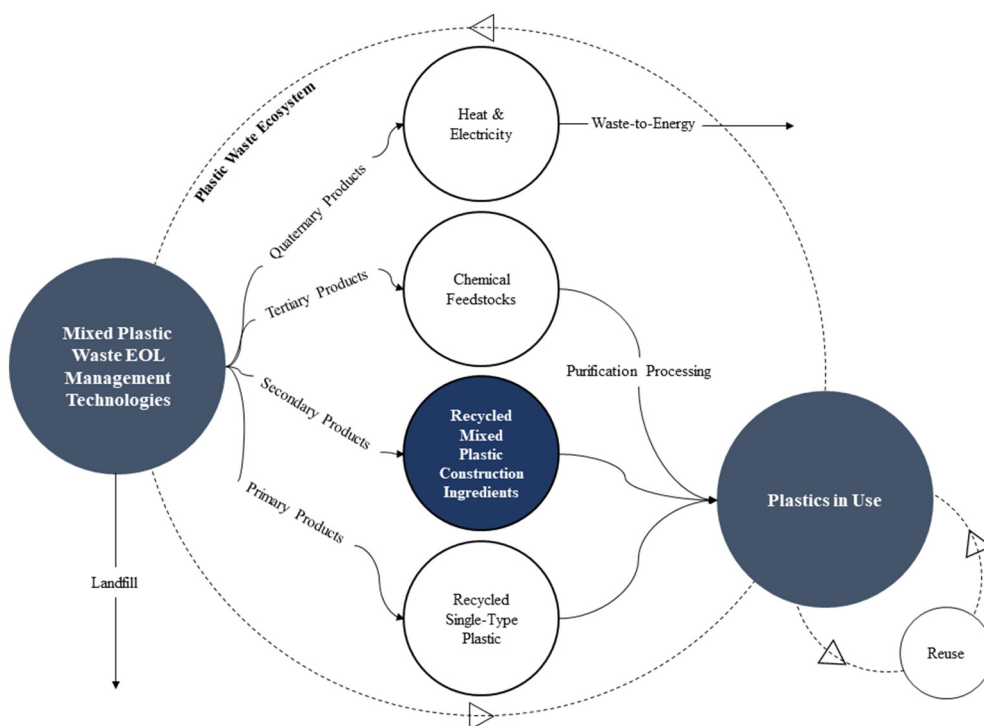 Plastic Waste Ecosystem
Heat &
Electricity
Waste-to-Energy
Quaternary Products
Chemical
Feedstocks
Tertiary Products
Mixed Plastic
Waste EOL
Management
Technologies
Purification Processing
Secondary Products
Recycled
Mixed
Plastic
Construction
Ingredients
Plastics in Use
Primary Products
Landfill
Recycled
Single-Type
Plastic
Reuse